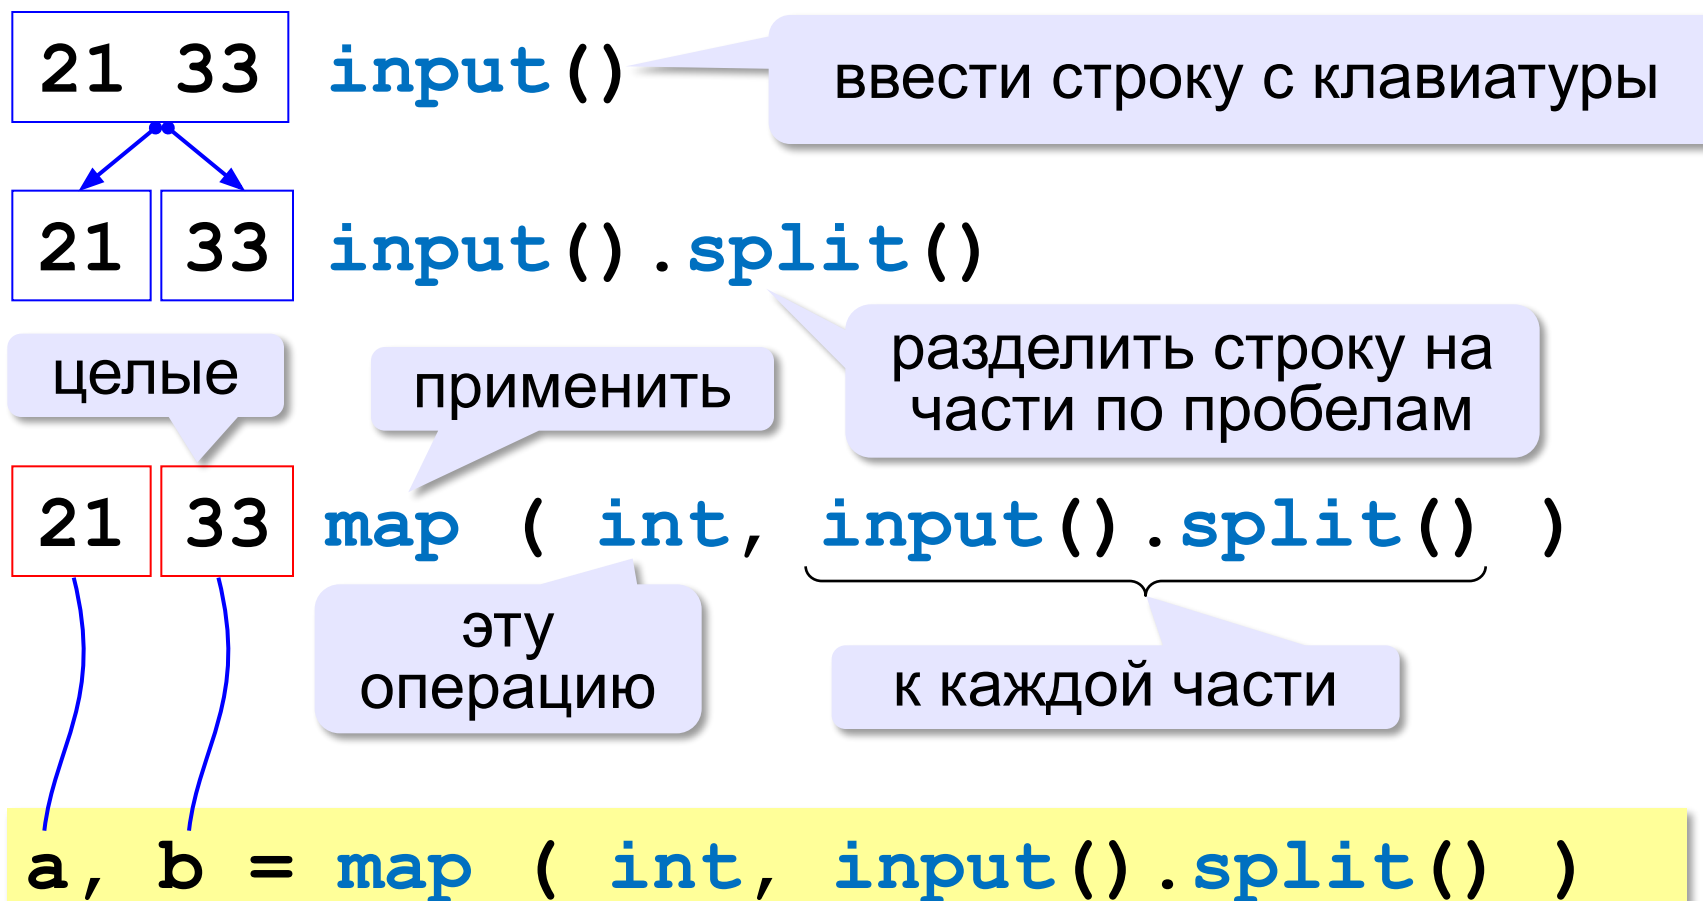 21 33 input() ввести строку с клавиатуры
21 33 input().split()
разделить строку на
части по пробелам
целые
применить
21 33 map ( int, input().split() )
эту
операцию
к каждой части
a, b = map ( int, input().split() )